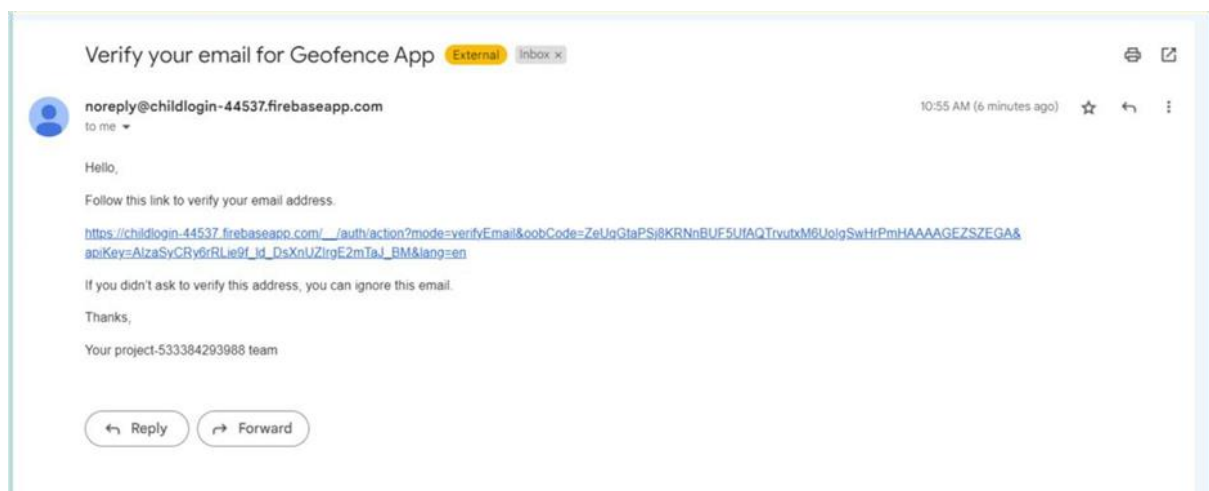 Verify your email for Geofence App External Inbox x
noreply@childlogin-44537.firebaseapp.com 10:55 AM (6 minutes ago)
to me
Hello,
Follow this link to verify your email address.
https://childlogin-44537.firebaseapp.com/__/auth/action?mode=verifyEmail&oobCode=ZeUqGtaPSj8KRNnBUF5UfAQTrvutxM6UolgSwHrPmHAAAAGEZSZEGA&
apiKey=AIzaSyCRy6rRLie9f_Id_DsXnUZIrgE2mTaJ_BM&lang=en
If you didn't ask to verify this address, you can ignore this email.
Thanks,
Your project-533384293988 team
Reply Forward